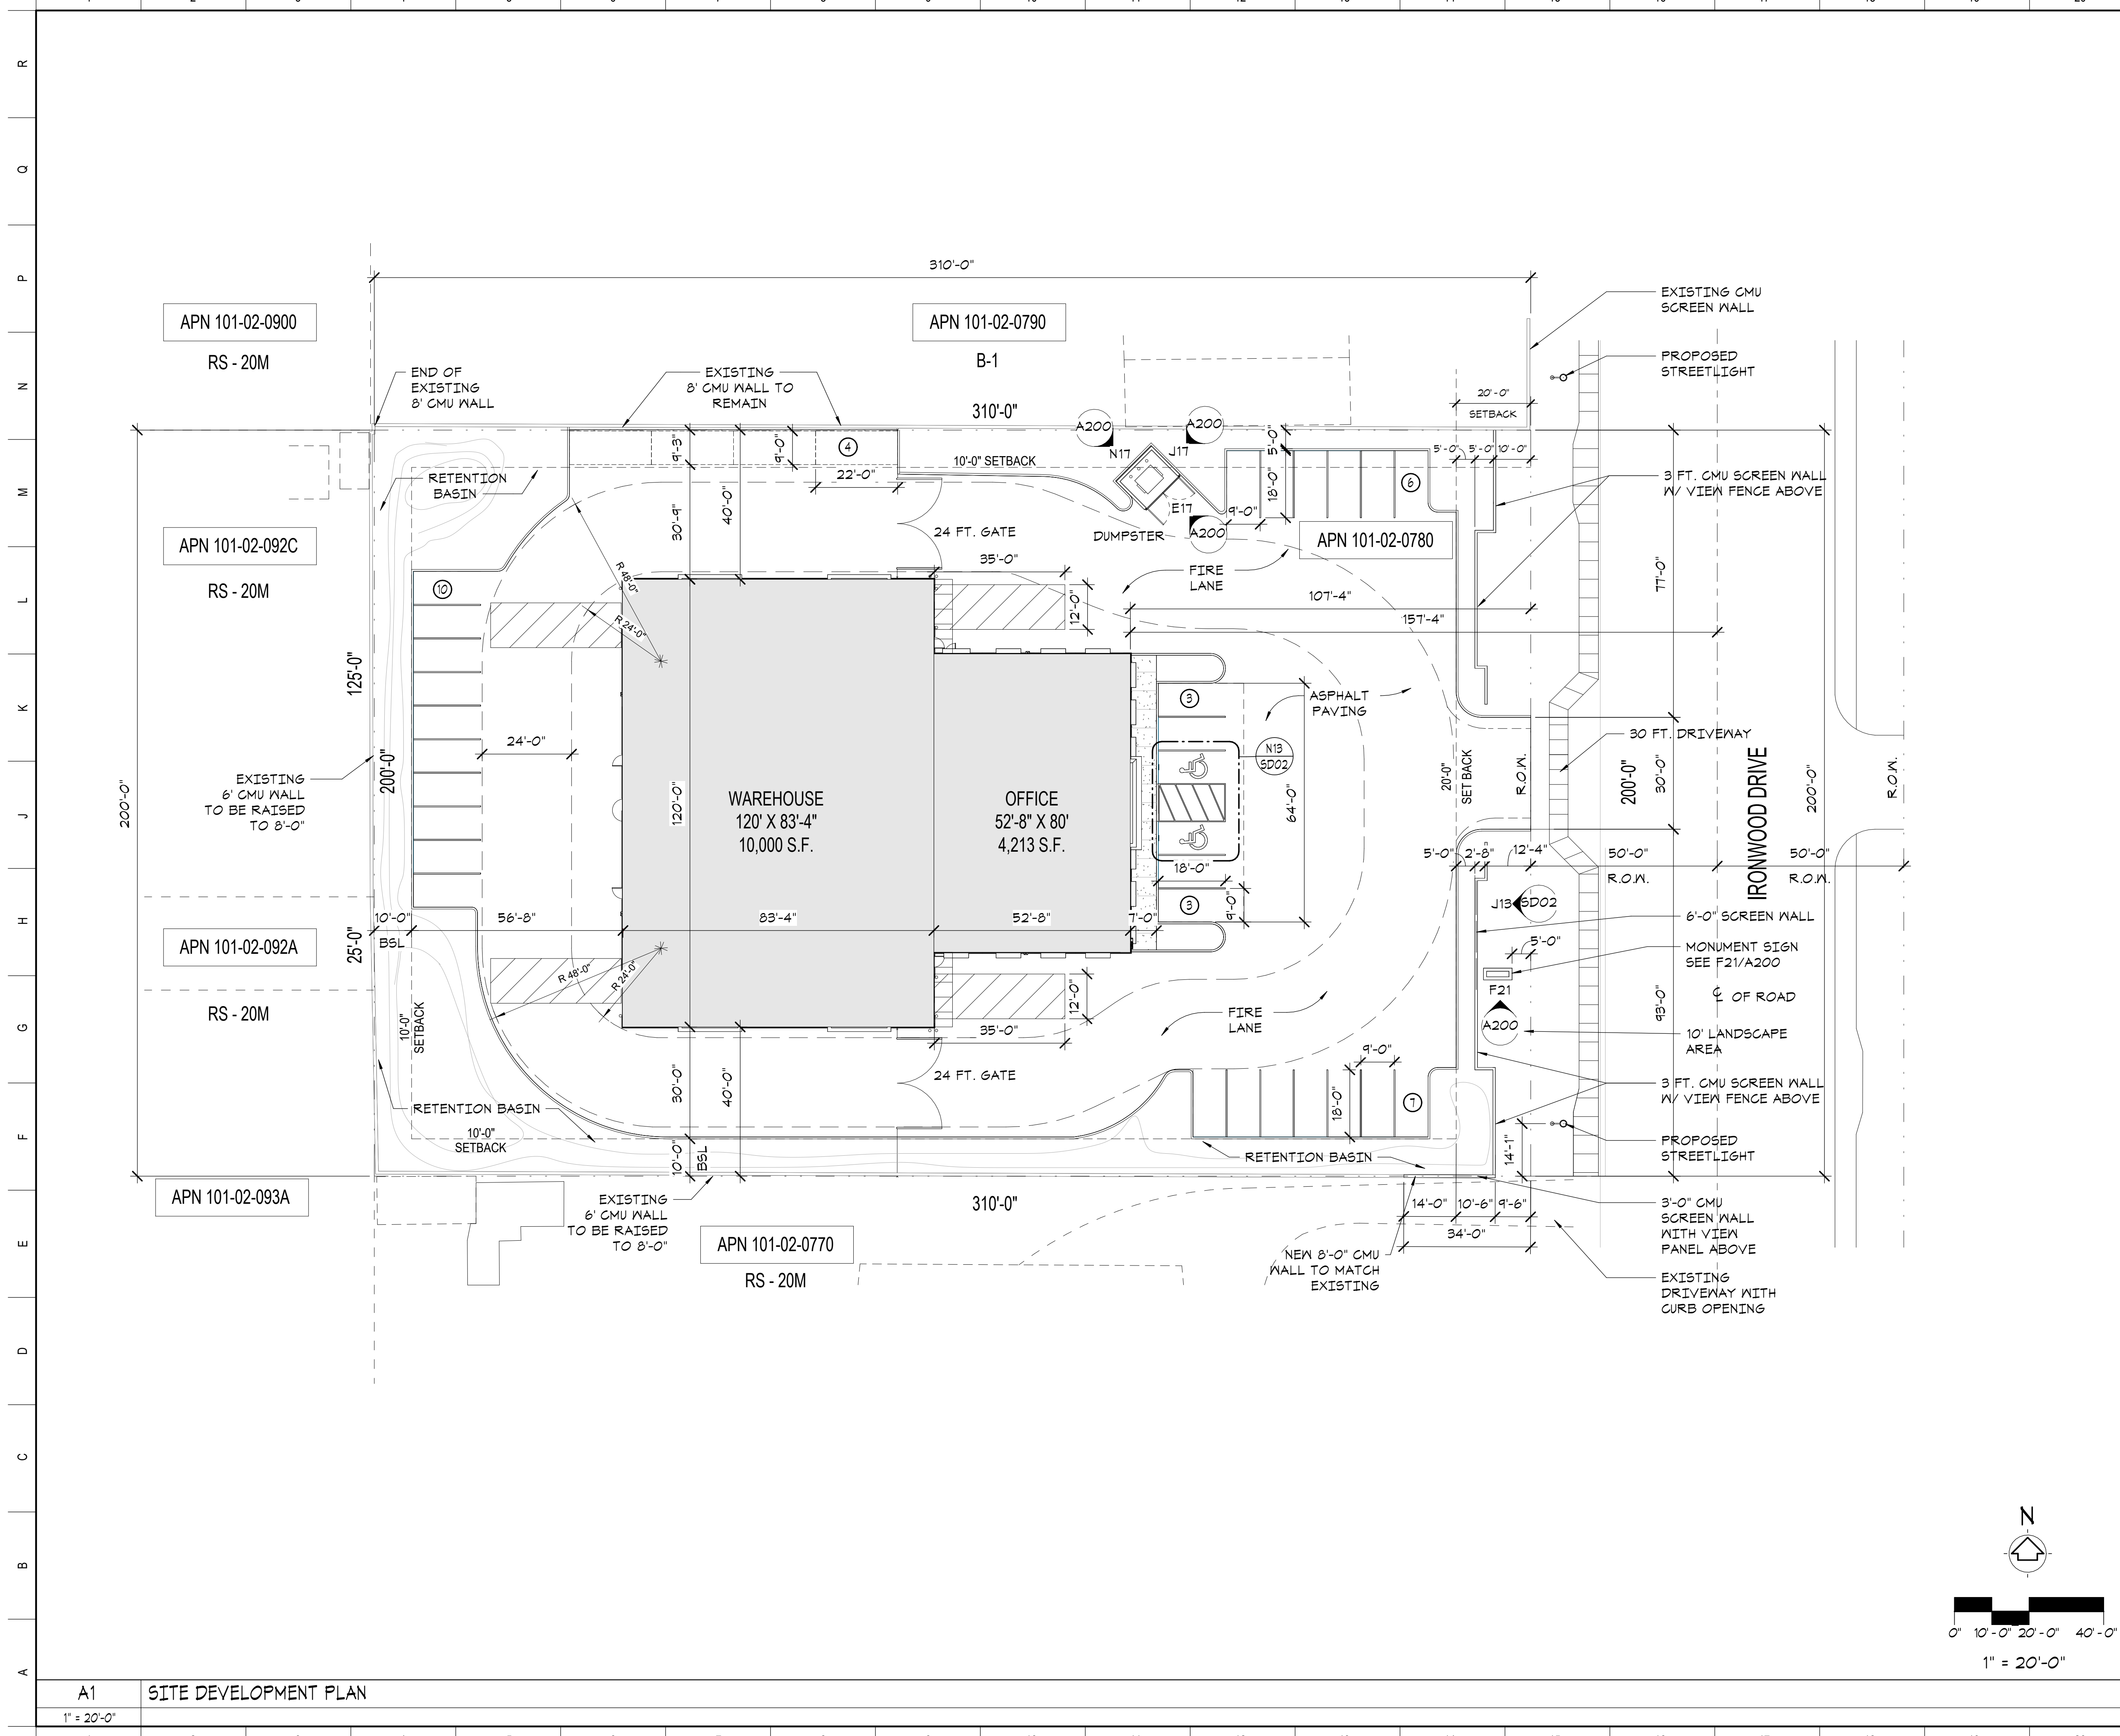 R
Q
P
N
M
L
K
J
H
G
F
E
D
C
B
A
310'-0"
APN 101-02-0900
RS - 20M
APN 101-02-0790
B-1
EXISTING CMU
SCREEN WALL
PROPOSED
STREETLIGHT
END OF
EXISTING
8' CMU WALL
EXISTING
8' CMU WALL TO
REMAIN
310'-0"
20'-0"
SETBACK
A200
N17
A200
J17
5'-0"
5'-0"
5'-0"
10'-0"
9'-3"
9'-0"
4
22'-0"
10'-0" SETBACK
RETENTION
BASIN
18'-0"
6
3 FT. CMU SCREEN WALL
W/ VIEW FENCE ABOVE
E17
9'-0"
A200
DUMPSTER
30'-9"
40'-0"
24 FT. GATE
APN 101-02-092C
RS - 20M
APN 101-02-0780
35'-0"
FIRE
LANE
10
R 48'-0"
R 24'-0"
12'-0"
107'-4"
157'-4"
77'-0"
125'-0"
200'-0"
3
ASPHALT
PAVING
24'-0"
N13
SD02
30 FT. DRIVEWAY
EXISTING
6' CMU WALL
TO BE RAISED
TO 8'-0"
200'-0"
120'-0"
WAREHOUSE
120' X 83'-4"
10,000 S.F.
OFFICE
52'-8" X 80'
4,213 S.F.
64'-0"
20'-0"
SET BACK
R.O.W.
200'-0"
30'-0"
IRONWOOD DRIVE
200'-0"
R.O.W.
18'-0"
9'-0"
3
5'-0"
2'-8"
12'-4"
50'-0"
R.O.W.
50'-0"
R.O.W.
J13
SD02
APN 101-02-092A
RS - 20M
25'-0"
10'-0"
BSL
56'-8"
83'-4"
52'-8"
7'-0"
6'-0" SCREEN WALL
5'-0"
MONUMENT SIGN
SEE F21/A200
F21
A200
R 48'-0"
R 24'-0"
12'-0"
35'-0"
FIRE
LANE
93'-0"
℄ OF ROAD
10' LANDSCAPE
AREA
10'-0"
SETBACK
24 FT. GATE
9'-0"
18'-0"
7
3 FT. CMU SCREEN WALL
W/ VIEW FENCE ABOVE
30'-0"
40'-0"
RETENTION BASIN
10'-0"
SETBACK
10'-0"
BSL
RETENTION BASIN
14'-1"
PROPOSED
STREETLIGHT
APN 101-02-093A
EXISTING
6' CMU WALL
TO BE RAISED
TO 8'-0"
310'-0"
14'-0"
10'-6"
9'-6"
34'-0"
3'-0" CMU
SCREEN WALL
WITH VIEW
PANEL ABOVE
APN 101-02-0770
RS - 20M
NEW 8'-0" CMU
WALL TO MATCH
EXISTING
EXISTING
DRIVEWAY WITH
CURB OPENING
N
0" 10'-0" 20'-0" 40'-0"
1" = 20'-0"
A1 SITE DEVELOPMENT PLAN
1" = 20'-0"